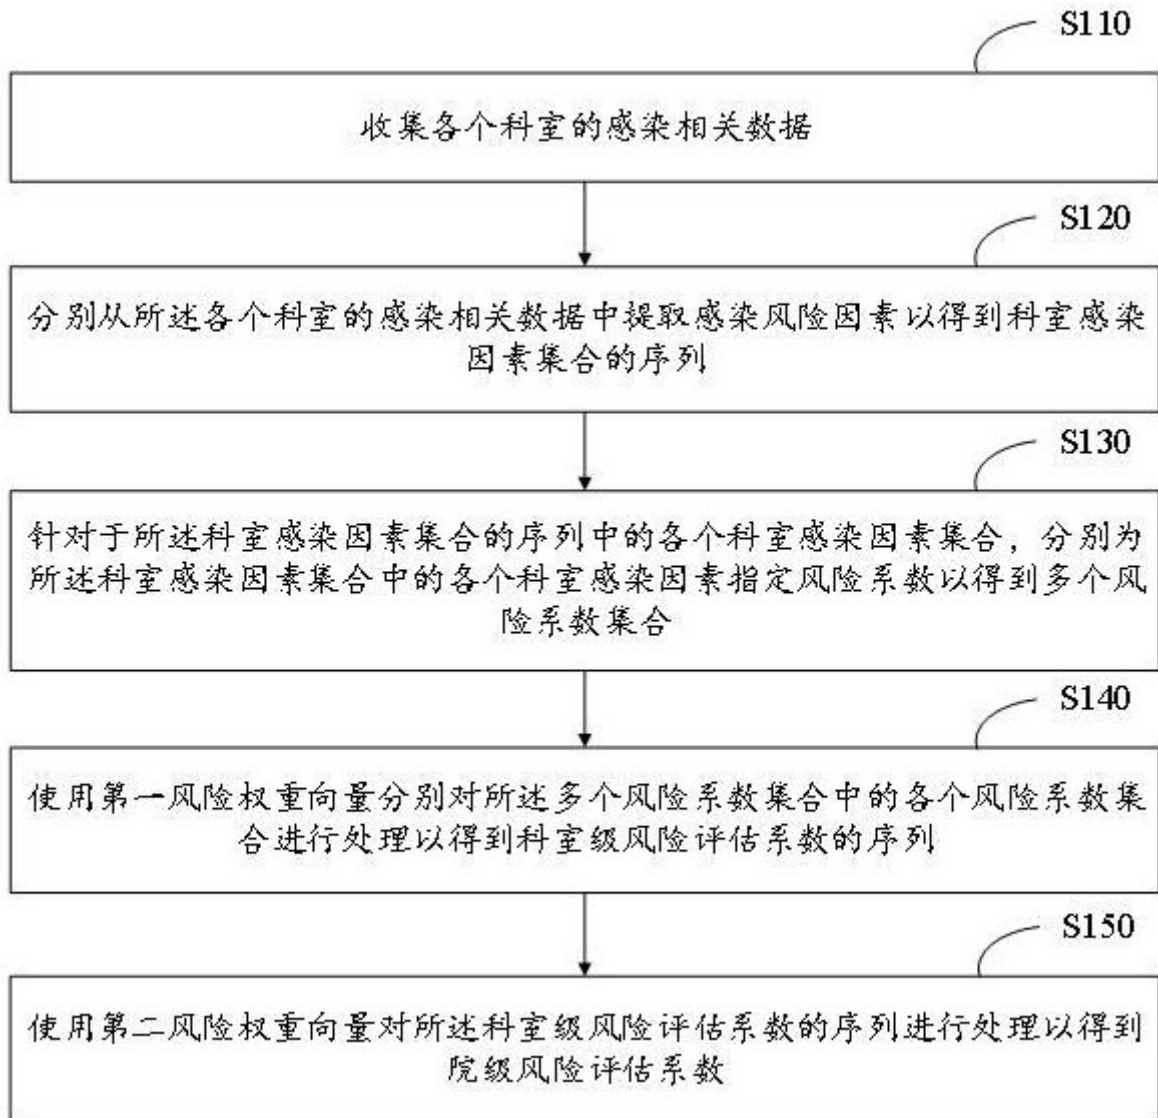 S110
收集各个科室的感染相关数据
S120
分别从所述各个科室的感染相关数据中提取感染风险因素以得到科室感染
因素集合的序列
S130
针对于所述科室感染因素集合的序列中的各个科室感染因素集合，分别为
所述科室感染因素集合中的各个科室感染因素指定风险系数以得到多个风
险系数集合
S140
使用第一风险权重向量分别对所述多个风险系数集合中的各个风险系数集
合进行处理以得到科室级风险评估系数的序列
S150
使用第二风险权重向量对所述科室级风险评估系数的序列进行处理以得到
院级风险评估系数